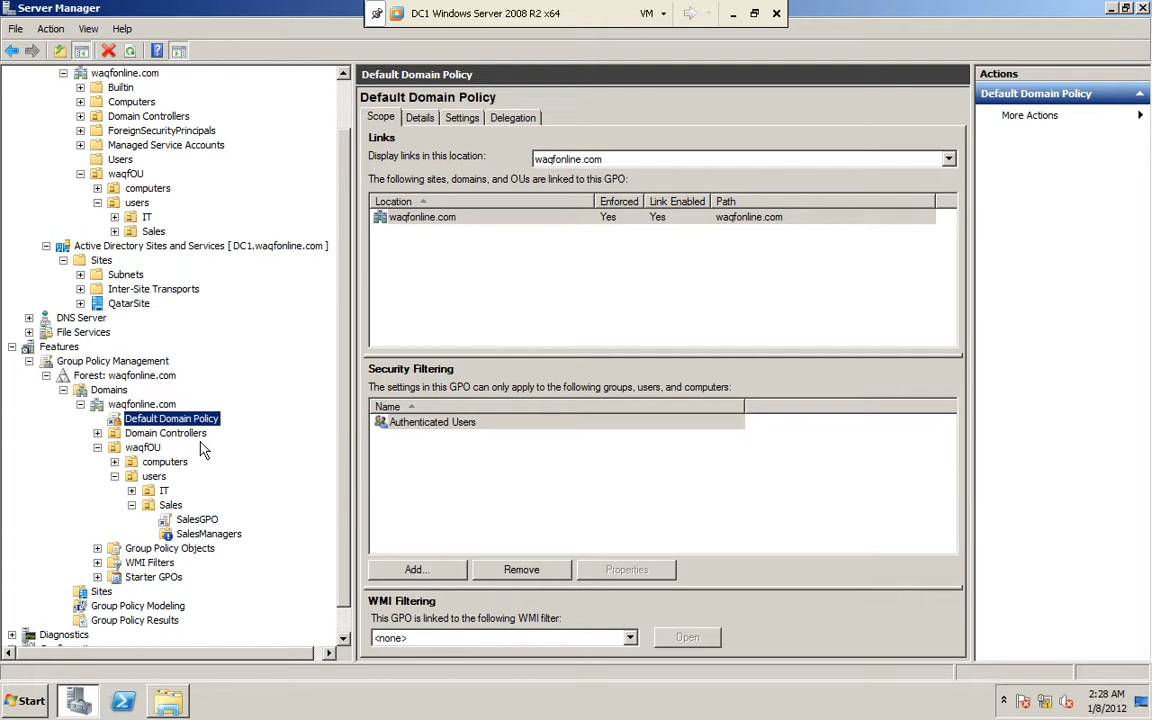 Server Manager
DC1 Windows Server 2008 R2 x64
VM
File Action View Help
waqfonline.com
Builtin
Computers
Domain Controllers
ForeignSecurityPrincipals
Managed Service Accounts
Users
waqfOU
computers
users
IT
Sales
Active Directory Sites and Services [ DC1.waqfonline.com ]
Sites
Subnets
Inter-Site Transports
QatarSite
DNS Server
File Services
Features
Group Policy Management
Forest: waqfonline.com
Domains
waqfonline.com
Default Domain Policy
Domain Controllers
waqfOU
computers
users
IT
Sales
SalesGPO
SalesManagers
Group Policy Objects
WMI Filters
Starter GPOs
Sites
Group Policy Modeling
Group Policy Results
Diagnostics
Default Domain Policy
Default Domain Policy
Scope Details Settings Delegation
Links
Display links in this location: waqfonline.com
The following sites, domains, and OUs are linked to this GPO:
Location Enforced Link Enabled Path
waqfonline.com Yes Yes waqfonline.com
Security Filtering
The settings in this GPO can only apply to the following groups, users, and computers:
Name
Authenticated Users
Add... Remove Properties
WMI Filtering
This GPO is linked to the following WMI filter:
<none> Open
Actions
Default Domain Policy
More Actions
Start
2:28 AM
1/8/2012